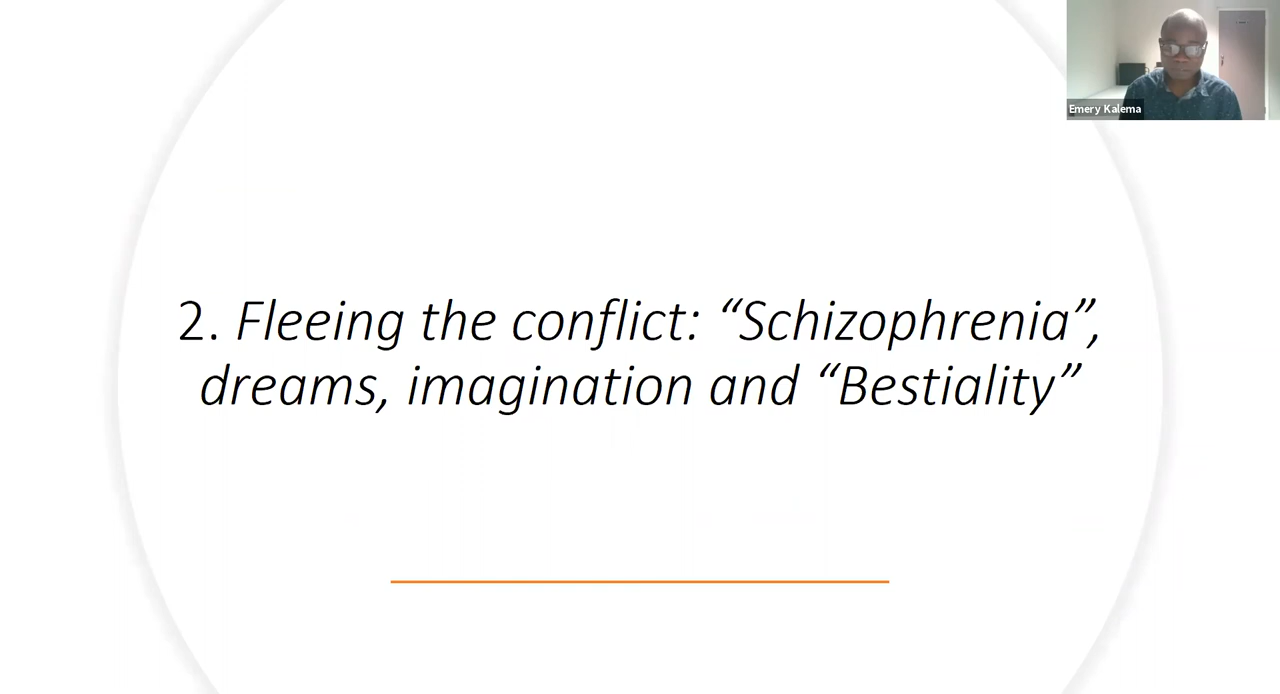 Emery Kalema
2. Fleeing the conflict: “Schizophrenia”,
dreams, imagination and “Bestiality”